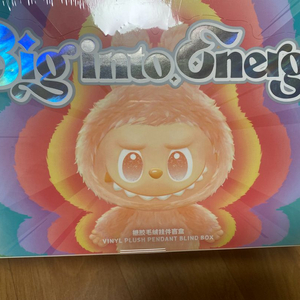 Big into Energ
搪胶毛绒挂件盲盒
VINYL PLUSH PENDANT BLIND BOX